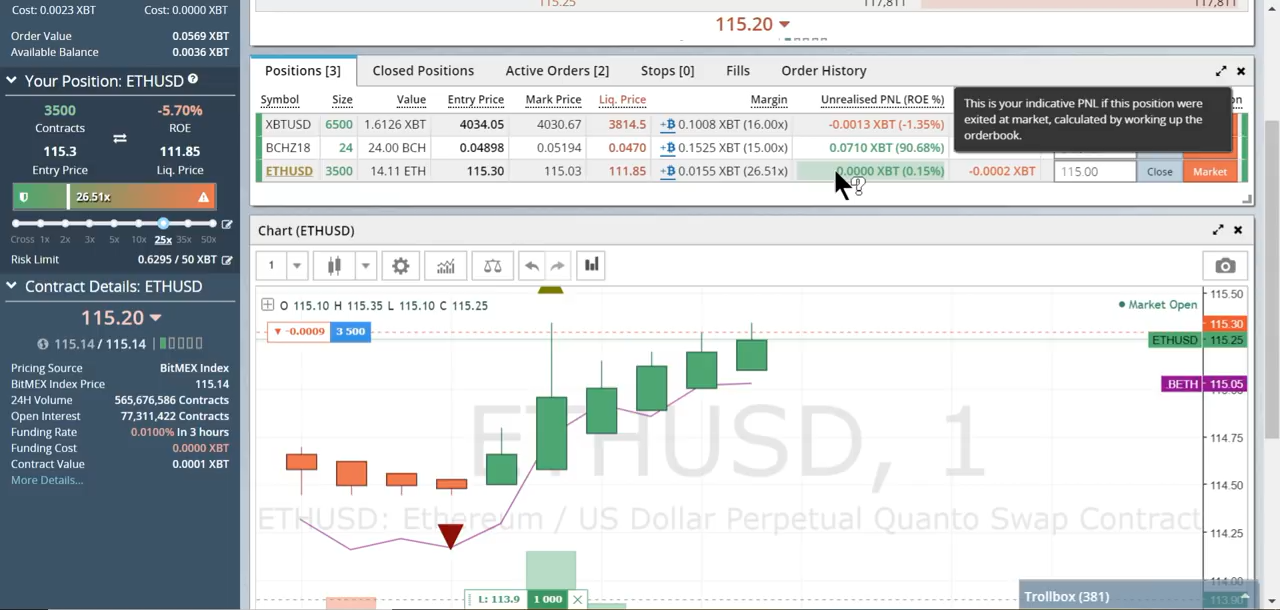 Cost: 0.0023 XBT Cost: 0.0000 XBT
Order Value 0.0569 XBT
Available Balance 0.0036 XBT
Your Position: ETHUSD
3500 -5.70%
Contracts ROE
115.3 111.85
Entry Price Liq. Price
26.51x
Cross 1x 2x 3x 5x 10x 25x 35x 50x
Risk Limit 0.6295 / 50 XBT
Contract Details: ETHUSD
115.20
115.14 / 115.14
Pricing Source BitMEX Index
BitMEX Index Price 115.14
24H Volume 565,676,586 Contracts
Open Interest 77,311,422 Contracts
Funding Rate 0.0100% In 3 hours
Funding Cost 0.0000 XBT
Contract Value 0.0001 XBT
More Details...
115.25 117,811 117,811
115.20
Positions [3] Closed Positions Active Orders [2] Stops [0] Fills Order History
Symbol Size Value Entry Price Mark Price Liq. Price Margin Unrealised PNL (ROE %)
This is your indicative PNL if this position were
exited at market, calculated by working up the
orderbook.
XBTUSD 6500 1.6126 XBT 4034.05 4030.67 3814.5 0.1008 XBT (16.00x) -0.0013 XBT (-1.35%)
BCHZ18 24 24.00 BCH 0.04898 0.05194 0.0470 0.1525 XBT (15.00x) 0.0710 XBT (90.68%)
ETHUSD 3500 14.11 ETH 115.30 115.03 111.85 0.0155 XBT (26.51x) 0.0000 XBT (0.15%) -0.0002 XBT 115.00 Close Market
Chart (ETHUSD)
1
O 115.10 H 115.35 L 115.10 C 115.25
Market Open
-0.0009 3 500
115.50
115.30
ETHUSD 115.25
.BETH 115.05
114.75
114.50
114.25
114.00
113.90
ETHUSD, 1
ETHUSD: Ethereum / US Dollar Perpetual Quanto Swap Contract
L: 113.9 1 000
Trollbox (381)